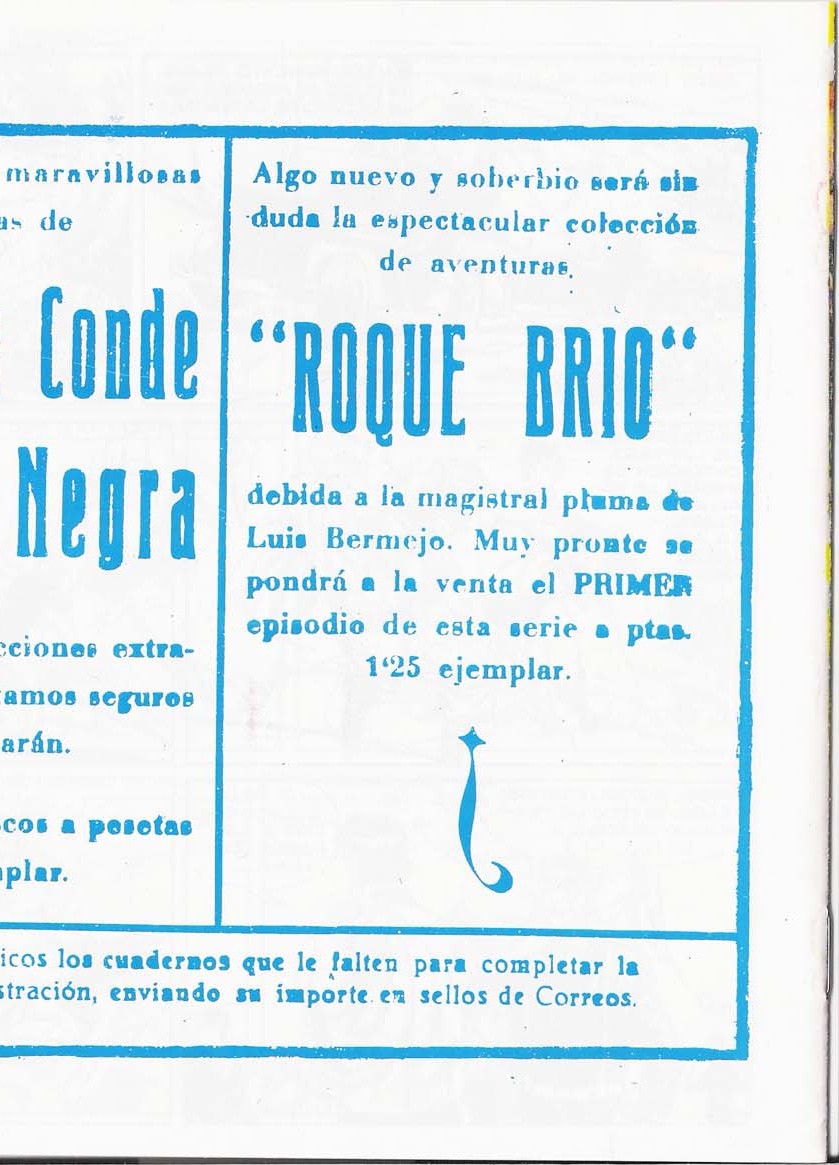 maravillosas
as de
Conde
Negra
cciones extra-
tamos seguros
arán.
cos a pesetas
mplar.
Algo nuevo y soberbio será sin
duda la espectacular colección
de aventuras.
“ROQUE BRIO“
debida a la magistral pluma de
Luis Bermejo. Muy pronto se
pondrá a la venta el PRIMER
episodio de esta serie a ptas.
1‘25 ejemplar.
icos los cuadernos que le falten para completar la
stración, enviando su importe en sellos de Correos.